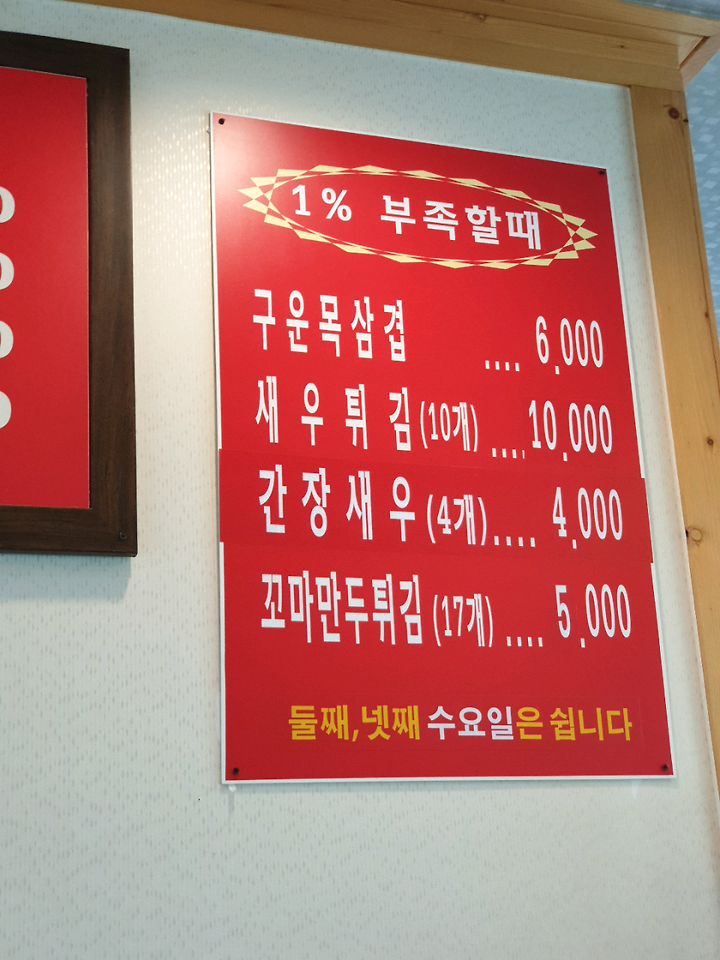 1% 부족할때
구운목삼겹 .... 6,000
새우튀김(10개) .... 10,000
간장새우(4개).... 4,000
꼬마만두튀김(17개) .... 5,000
둘째,넷째 수요일은 쉽니다